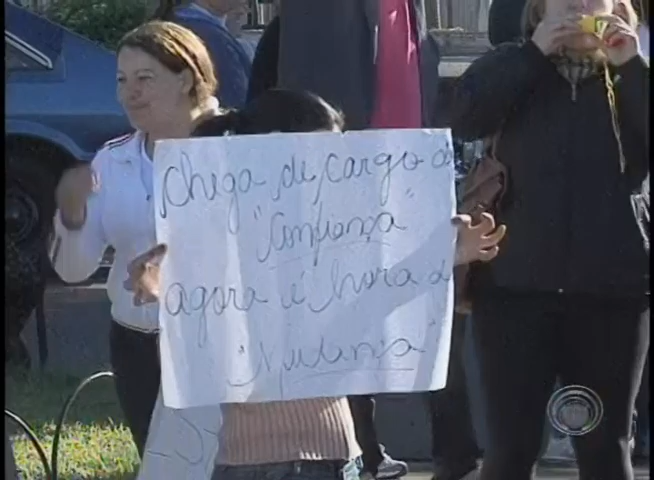 chega de cargo de
"Confiança"
agora é hora de
"Mudança"